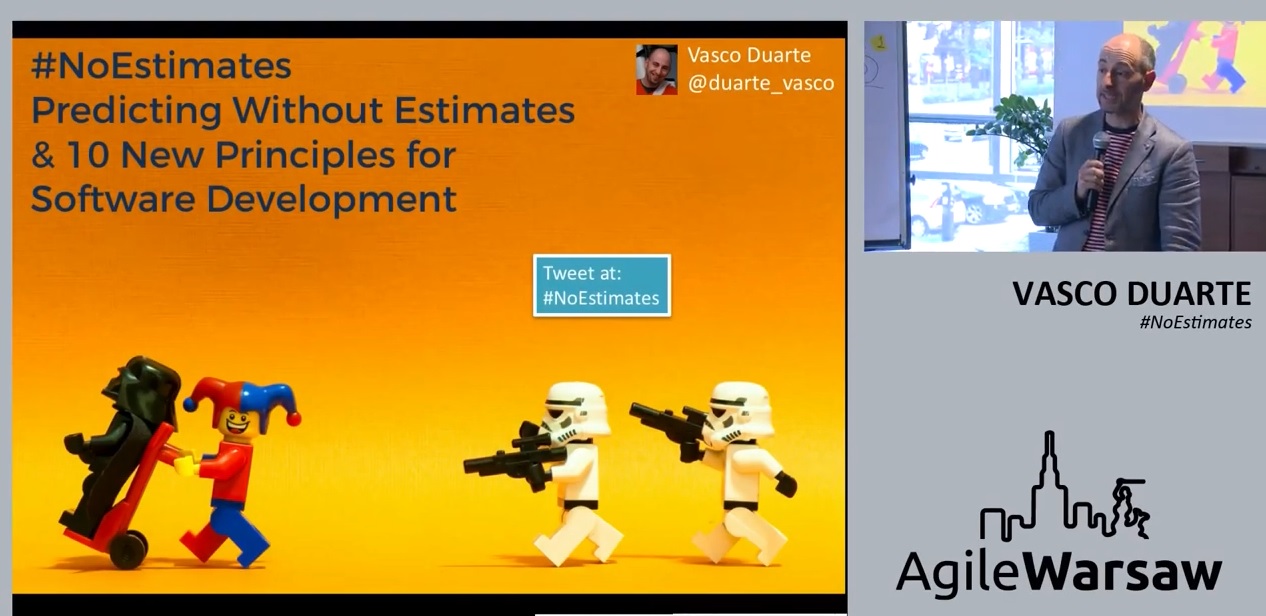 #NoEstimates
Predicting Without Estimates
& 10 New Principles for
Software Development
Vasco Duarte
@duarte_vasco
Tweet at:
#NoEstimates
1
VASCO DUARTE
#NoEstimates
AgileWarsaw